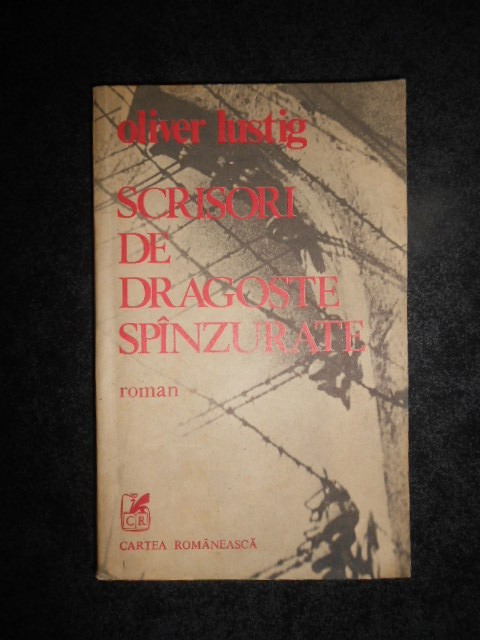 oliver lustig
SCRISORI
DE
DRAGOSTE
SPÎNZURATE
roman
CR
CARTEA ROMÂNEASCĂ